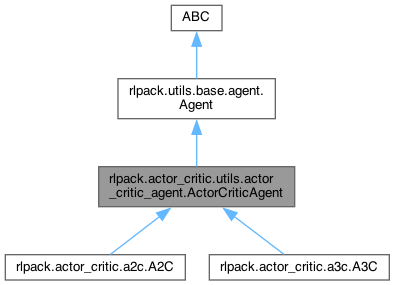 ABC
rlpack.utils.base.agent.
Agent
rlpack.actor_critic.utils.actor
_critic_agent.ActorCriticAgent
rlpack.actor_critic.a2c.A2C
rlpack.actor_critic.a3c.A3C